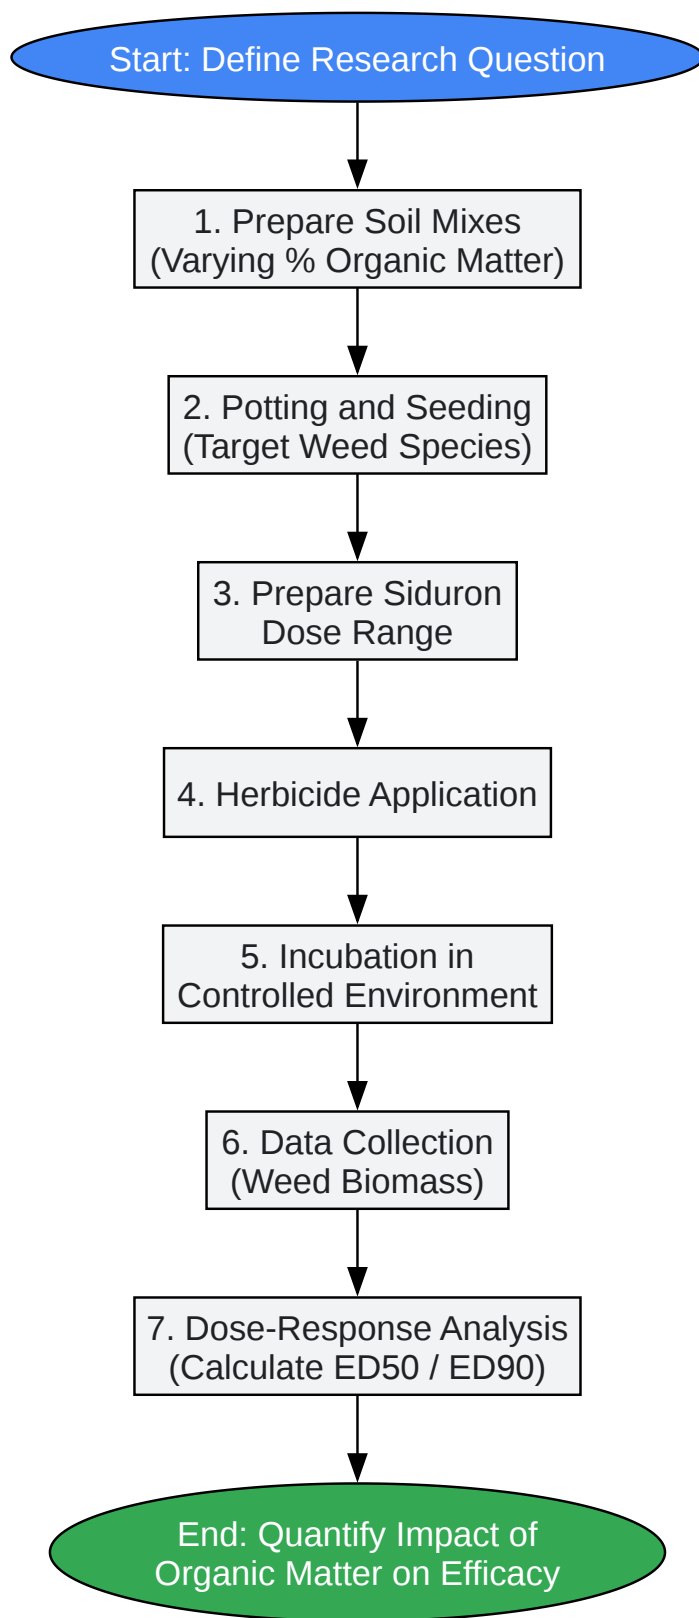 Start: Define Research Question
1. Prepare Soil Mixes
(Varying % Organic Matter)
2. Potting and Seeding
(Target Weed Species)
3. Prepare Siduron
Dose Range
4. Herbicide Application
5. Incubation in
Controlled Environment
6. Data Collection
(Weed Biomass)
7. Dose-Response Analysis
(Calculate ED50 / ED90)
End: Quantify Impact of
Organic Matter on Efficacy